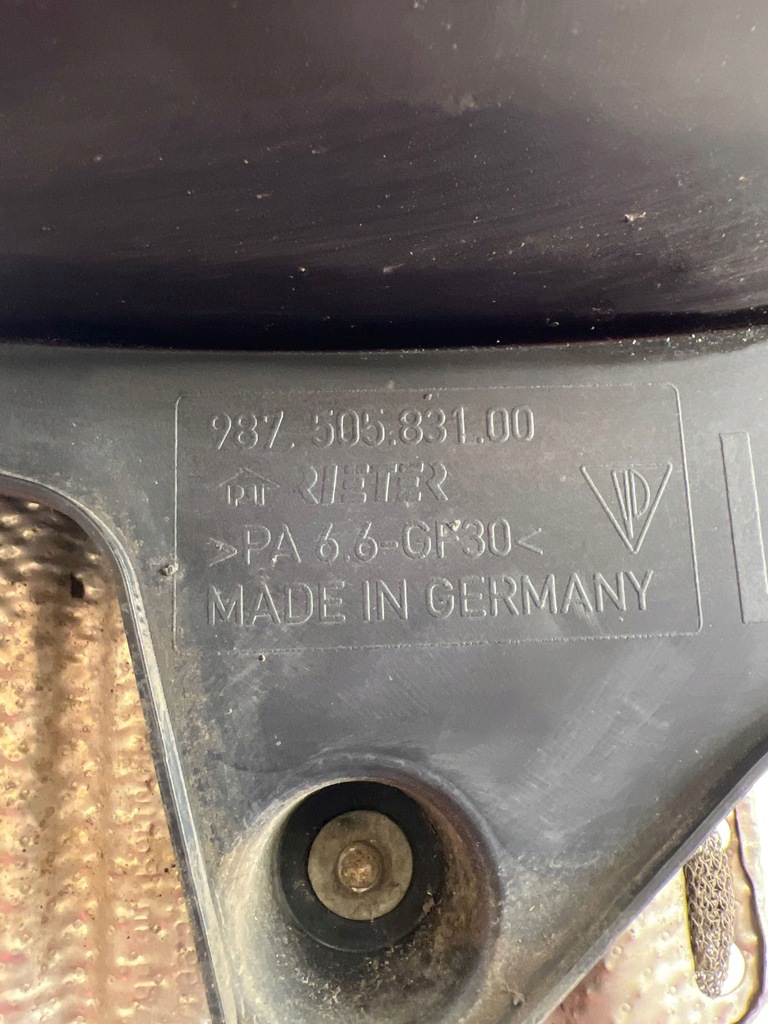 987.505.831.00
RIETER
>PA 6.6-GF30<
MADE IN GERMANY